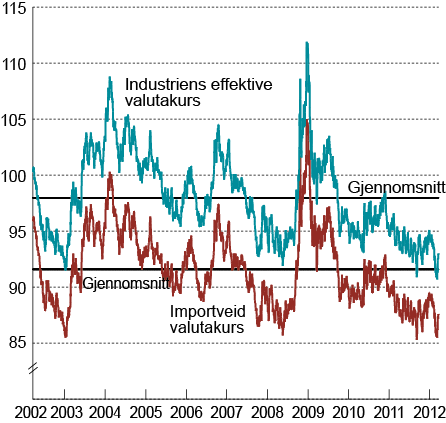 115
110
Industriens effektive
valutakurs
105
100
Gjennomsnitt
95
90
Gjennomsnitt
Importveid
valutakurs
85
2002 2003 2004 2005 2006 2007 2008 2009 2010 2011 2012